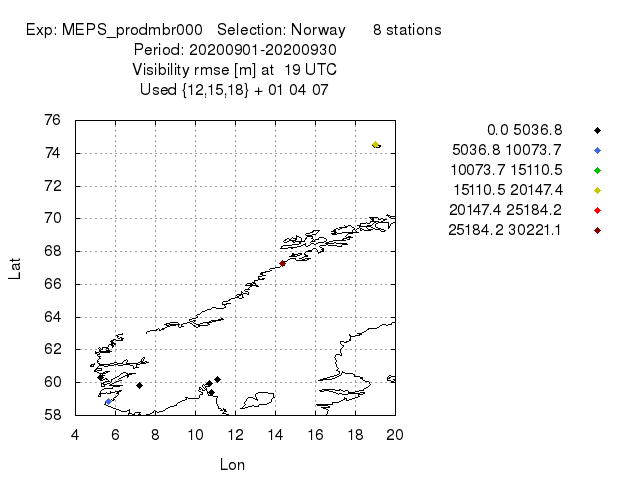 Exp: MEPS_prodmbr000   Selection: Norway      8 stations
Period: 20200901-20200930
Visibility rmse [m] at  19 UTC
Used {12,15,18} + 01 04 07
0.0 5036.8
5036.8 10073.7
10073.7 15110.5
15110.5 20147.4
20147.4 25184.2
25184.2 30221.1
76
74
72
70
68
66
64
62
60
58
Lat
4 6 8 10 12 14 16 18 20
Lon